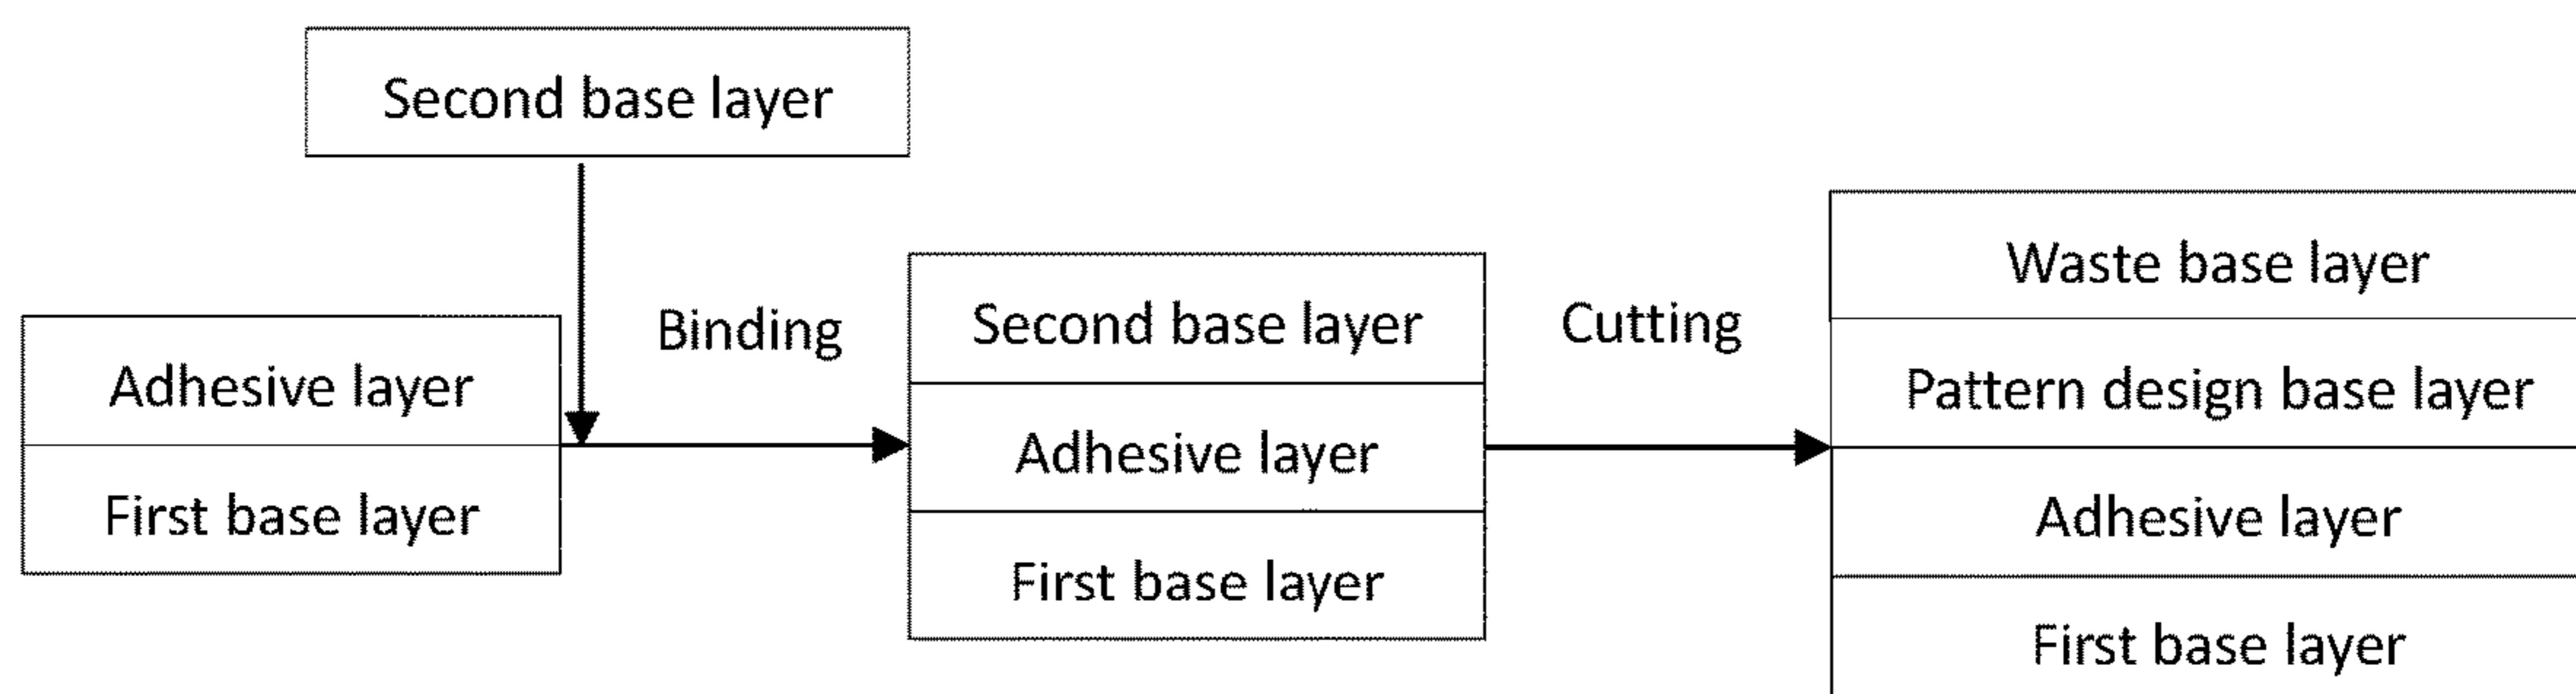 Second base layer
Adhesive layer
First base layer
Binding
Second base layer
Adhesive layer
First base layer
Cutting
Waste base layer
Pattern design base layer
Adhesive layer
First base layer